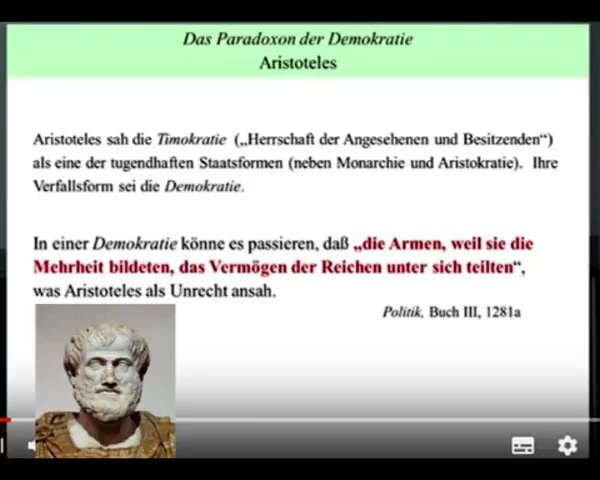 Das Paradoxon der Demokratie
Aristoteles
Aristoteles sah die Timokratie („Herrschaft der Angesehenen und Besitzenden“)
als eine der tugendhaften Staatsformen (neben Monarchie und Aristokratie). Ihre
Verfallsform sei die Demokratie.
In einer Demokratie könne es passieren, daß „die Armen, weil sie die
Mehrheit bildeten, das Vermögen der Reichen unter sich teilten“,
was Aristoteles als Unrecht ansah.
Politik, Buch III, 1281a